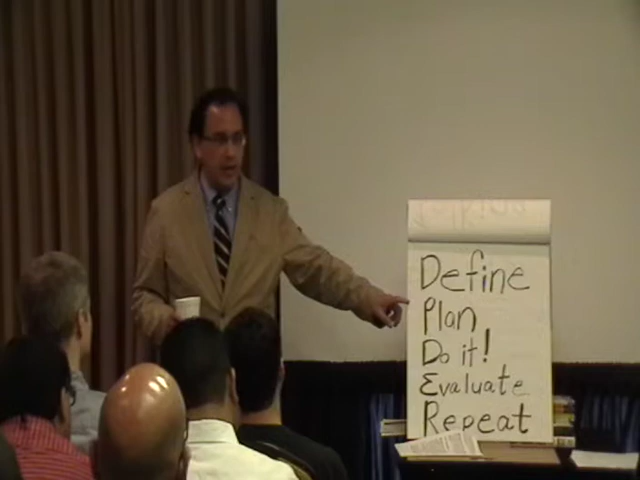 Define
Plan
Do it!
Evaluate
Repeat